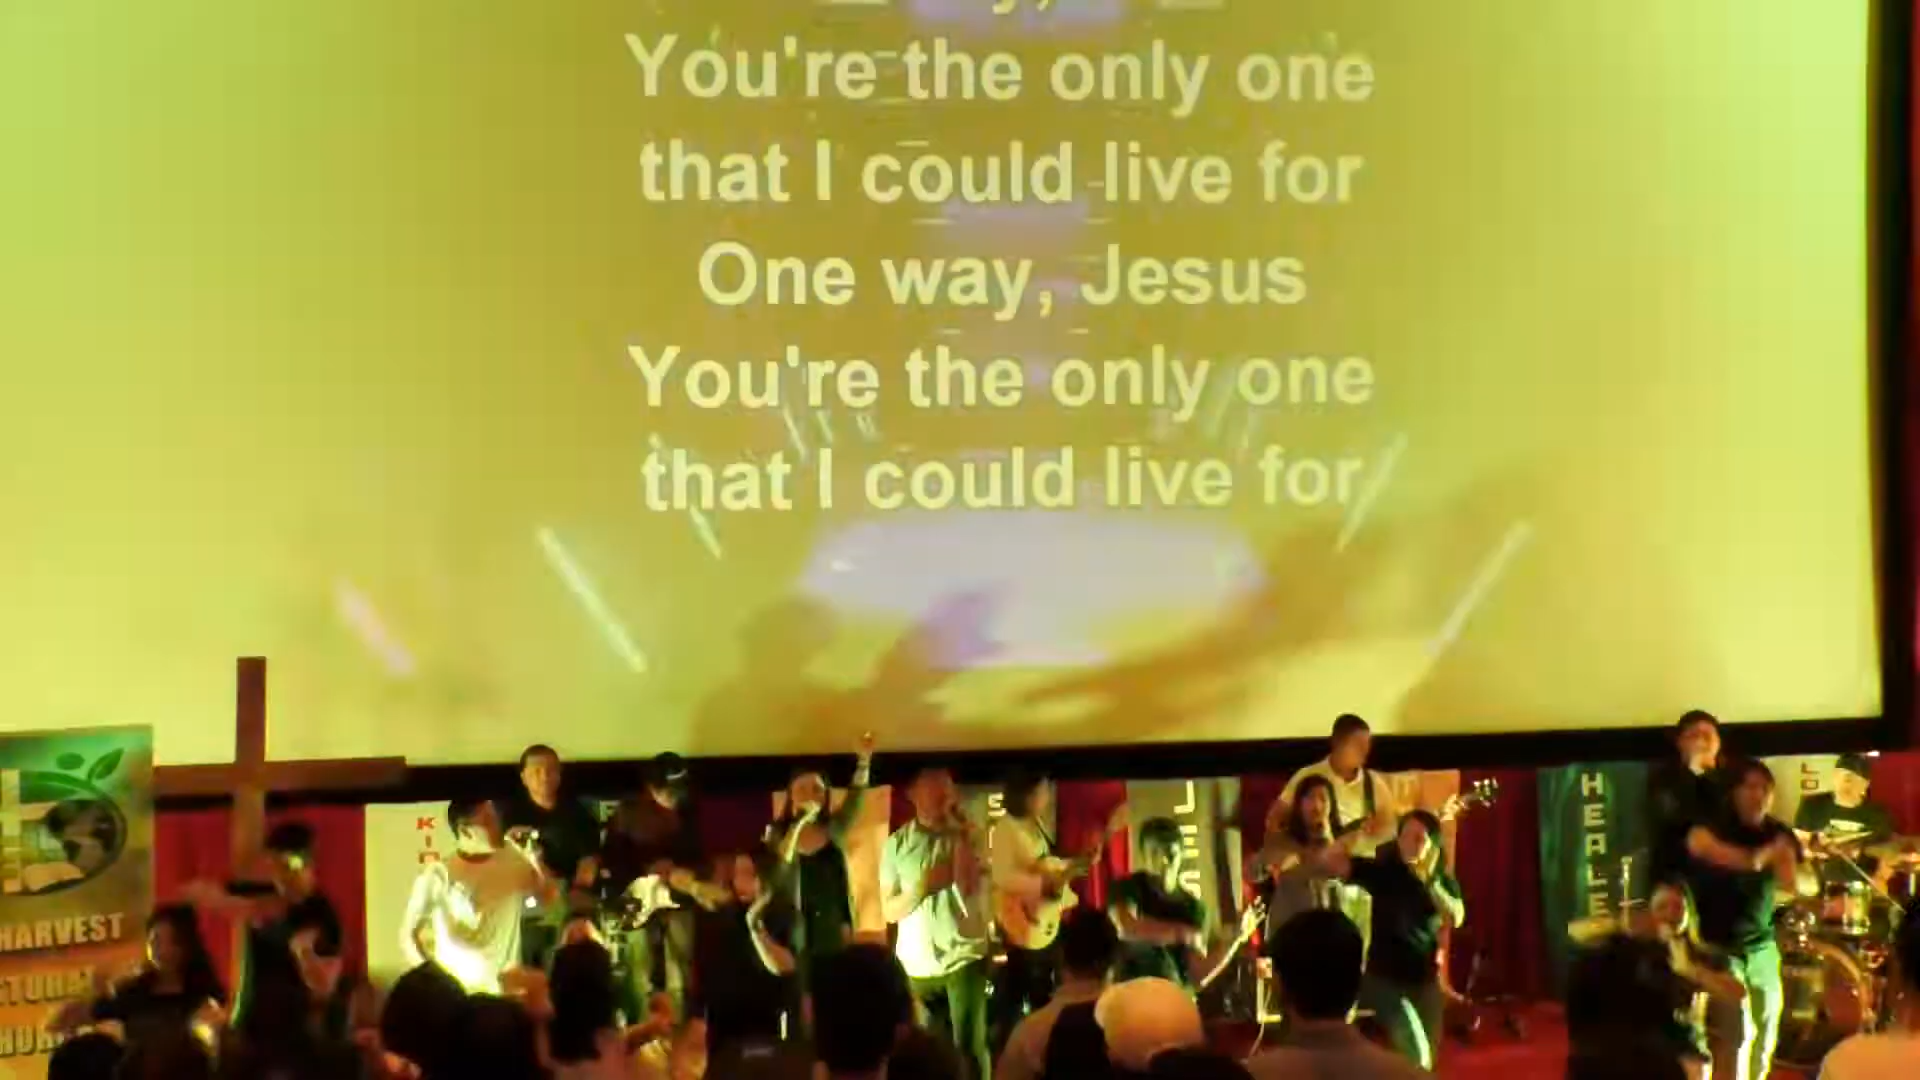 You're the only one
that I could live for
One way, Jesus
You're the only one
that I could live for
HARVEST
HEALE